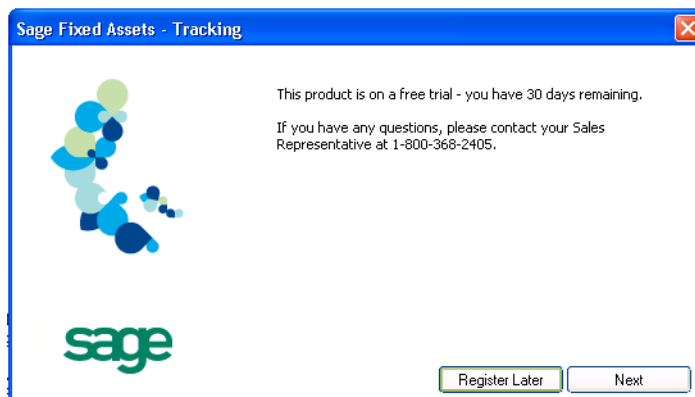 Sage Fixed Assets - Tracking
This product is on a free trial - you have 30 days remaining.
If you have any questions, please contact your Sales
Representative at 1-800-368-2405.
sage
Register Later
Next